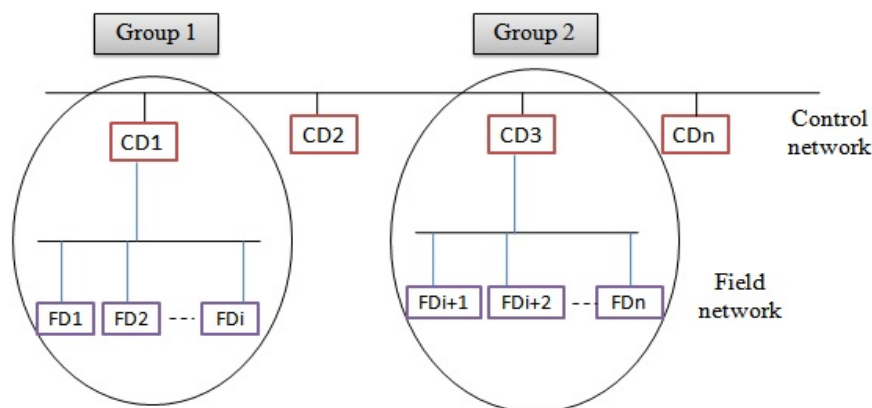 Group 1
Group 2
CD1
CD2
CD3
CDn
Control
network
FD1
FD2
FDi
FDi+1
FDi+2
FDn
Field
network